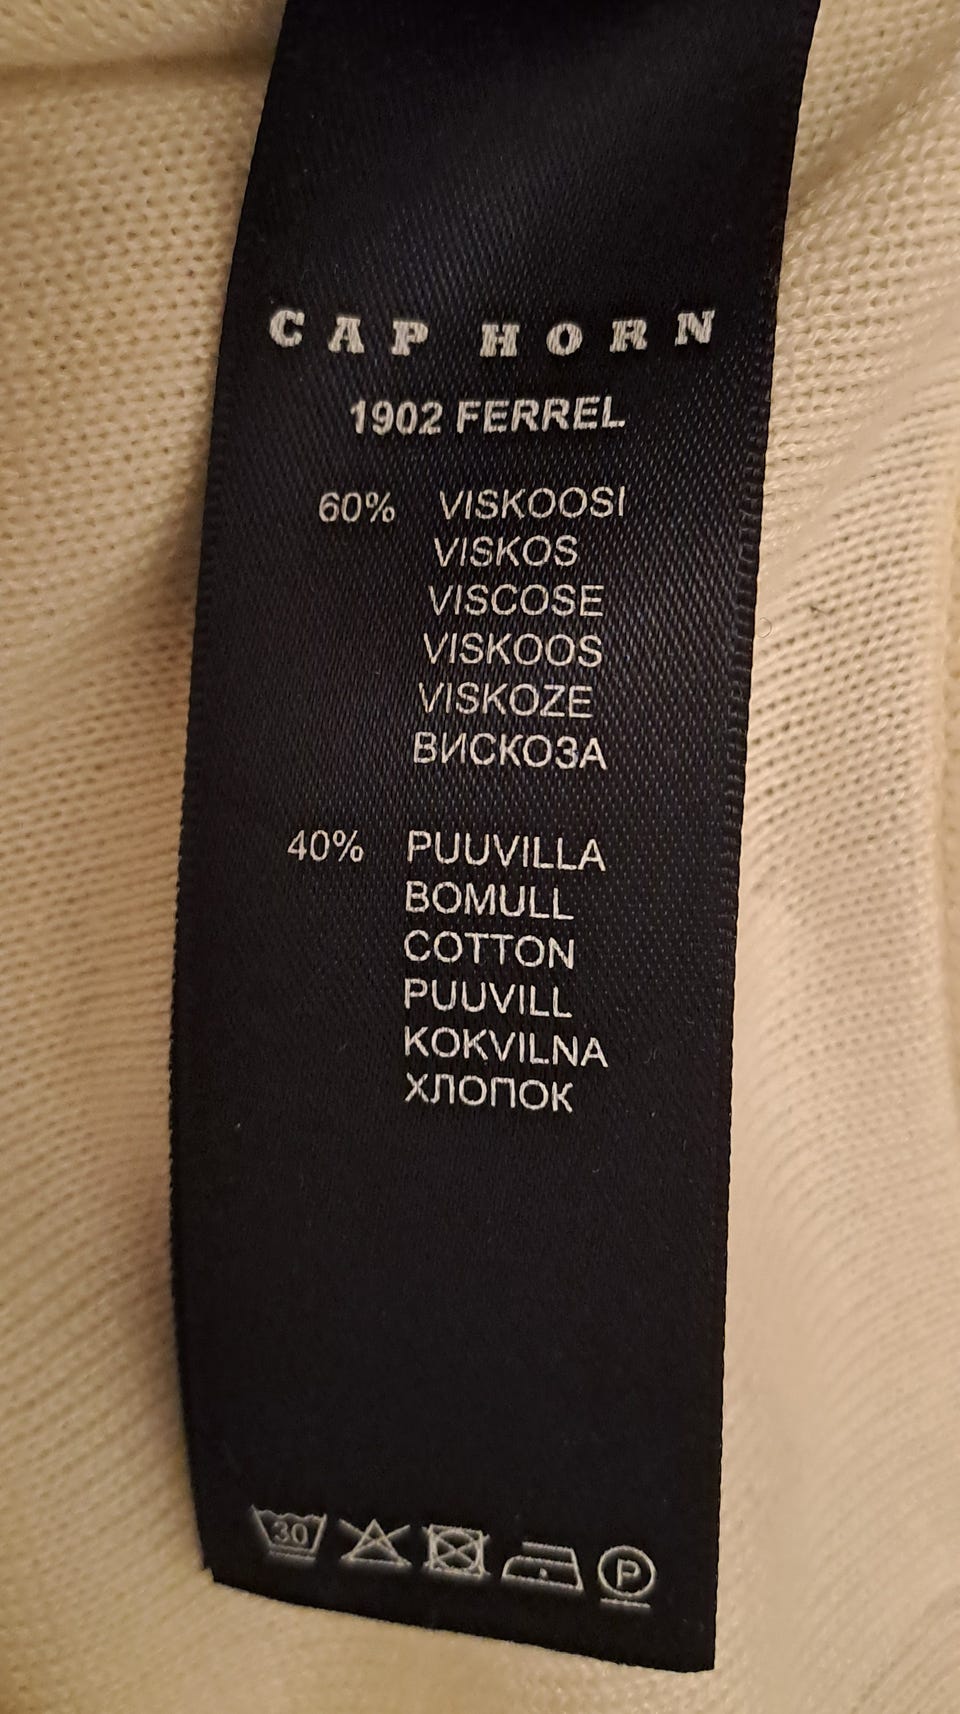 CAP HORN
1902 FERREL
60% VISKOOSI
VISKOS
VISCOSE
VISKOOS
VISKOZE
ВИСКОЗА
40% PUUVILLA
BOMULL
COTTON
PUUVILL
KOKVILNA
ХЛОПОК
30 P